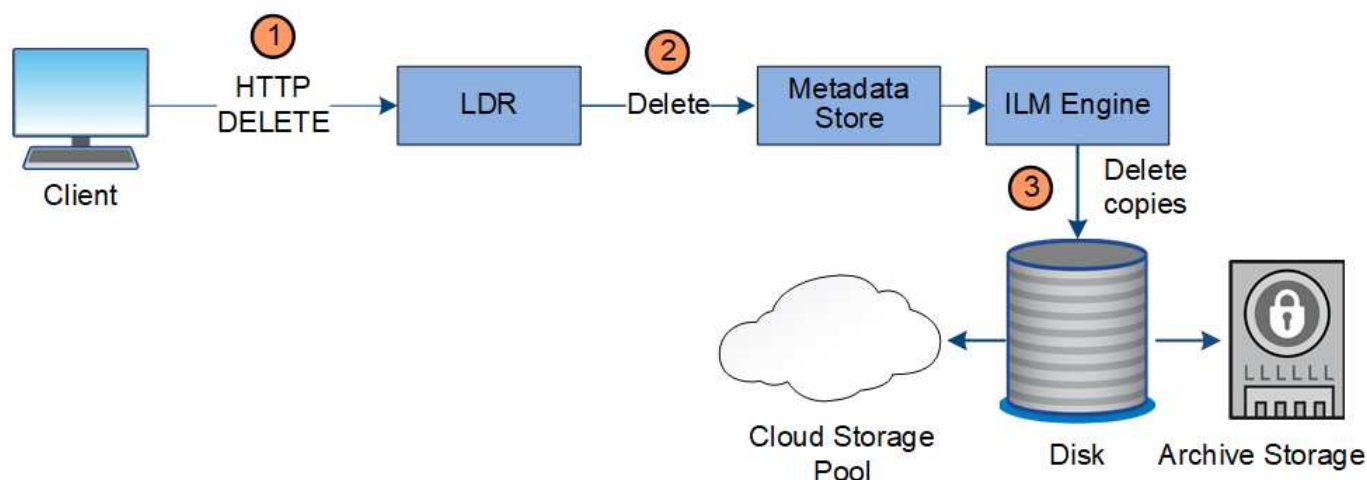 1
HTTP
DELETE
Client
LDR
2
Delete
Metadata
Store
ILM Engine
3
Delete
copies
Cloud Storage
Pool
Disk
LLLLLL
Archive Storage